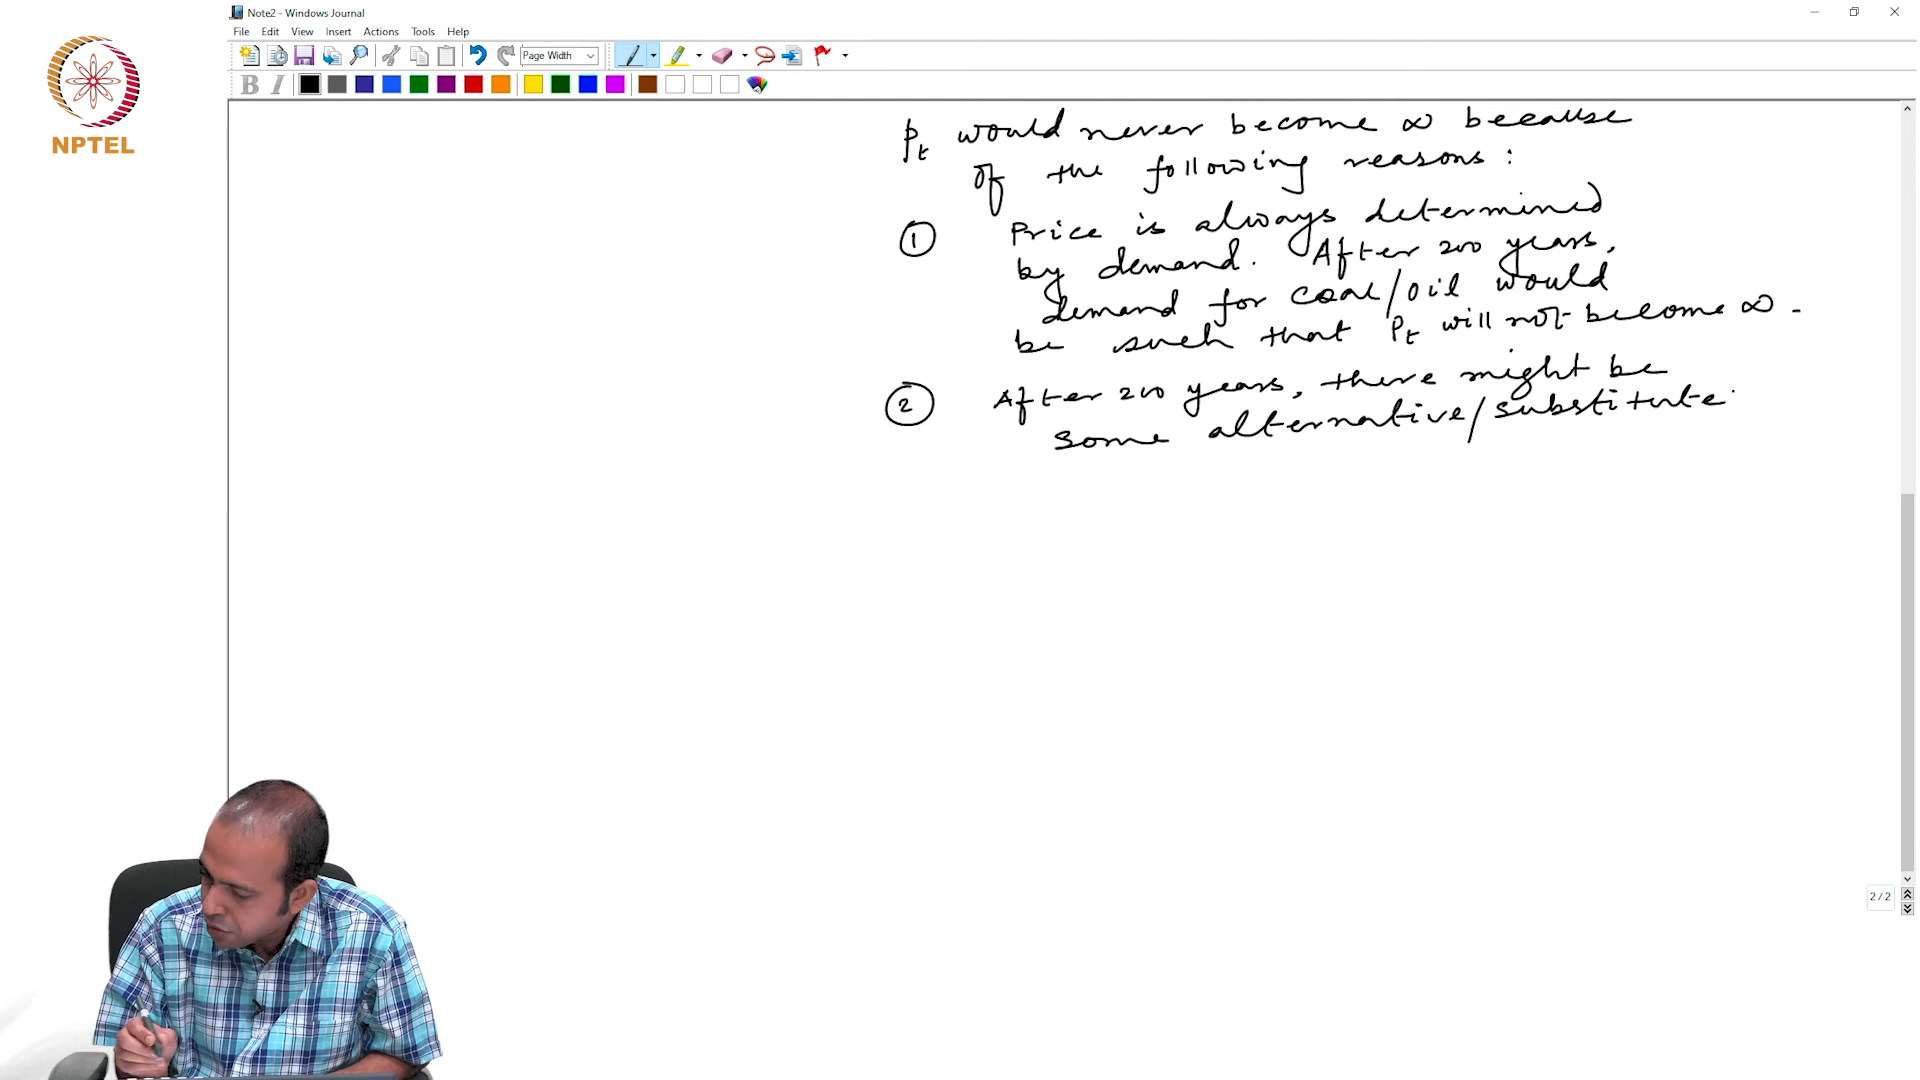 Note2 - Windows Journal
File Edit View Insert Actions Tools Help
Page Width
B I
NPTEL
Pt would never become ∞ because
of the following reasons :
① Price is always determined
by demand. After 200 years,
demand for coal/oil would
be such that Pt will not become ∞.
② After 200 years, there might be
some alternative/substitute.
2 / 2